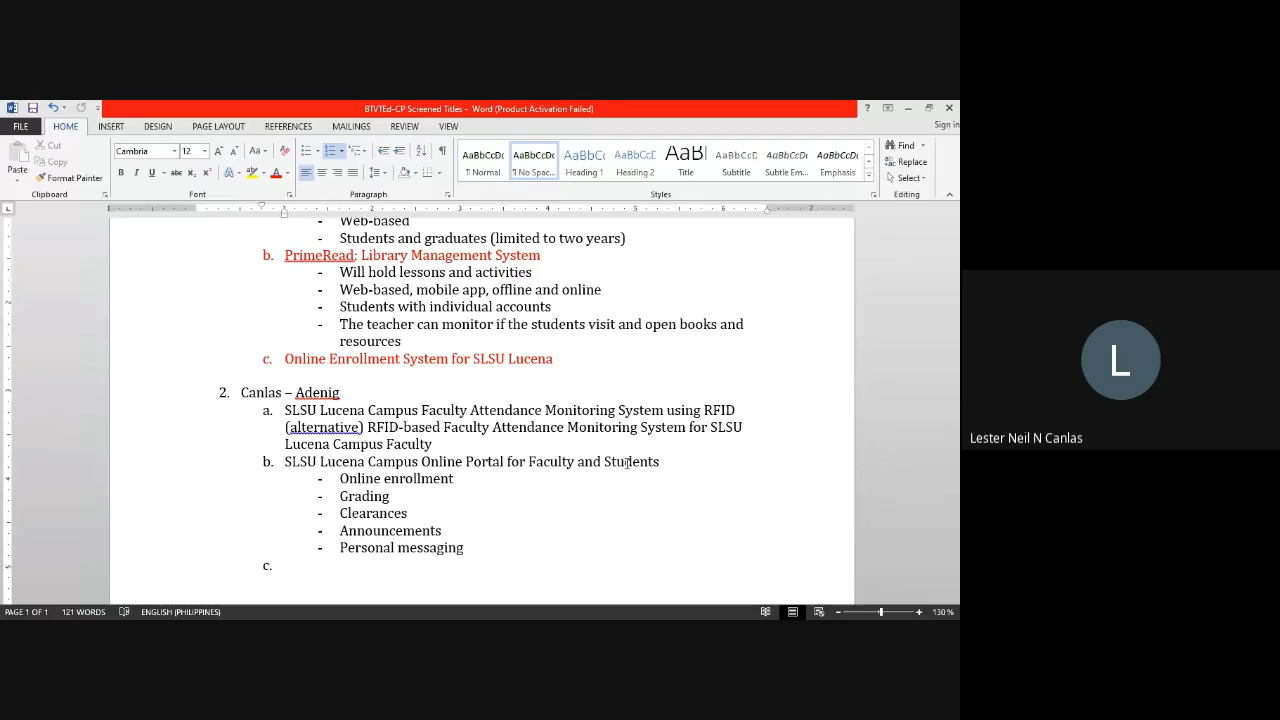 BTVTEd-CP Screened Titles - Word (Product Activation Failed)
FILE HOME INSERT DESIGN PAGE LAYOUT REFERENCES MAILINGS REVIEW VIEW Sign in
Paste
Cut
Copy
Format Painter
Cambria 12
AaBbCcDc ¶ Normal
AaBbCcDc ¶ No Spac...
AaBbCcD Heading 1
AaBbCcD Heading 2
AaBl Title
AaBbCcD Subtitle
AaBbCcDc Subtle Em...
AaBbCcDc Emphasis
Find
Replace
Select
Clipboard Font Paragraph Styles Editing
- Web-based
- Students and graduates (limited to two years)
b. PrimeRead: Library Management System
- Will hold lessons and activities
- Web-based, mobile app, offline and online
- Students with individual accounts
- The teacher can monitor if the students visit and open books and
resources
c. Online Enrollment System for SLSU Lucena
2. Canlas – Adenig
a. SLSU Lucena Campus Faculty Attendance Monitoring System using RFID
(alternative) RFID-based Faculty Attendance Monitoring System for SLSU
Lucena Campus Faculty
b. SLSU Lucena Campus Online Portal for Faculty and Students
- Online enrollment
- Grading
- Clearances
- Announcements
- Personal messaging
c.
PAGE 1 OF 1 121 WORDS ENGLISH (PHILIPPINES) 130 %
L
Lester Neil N Canlas